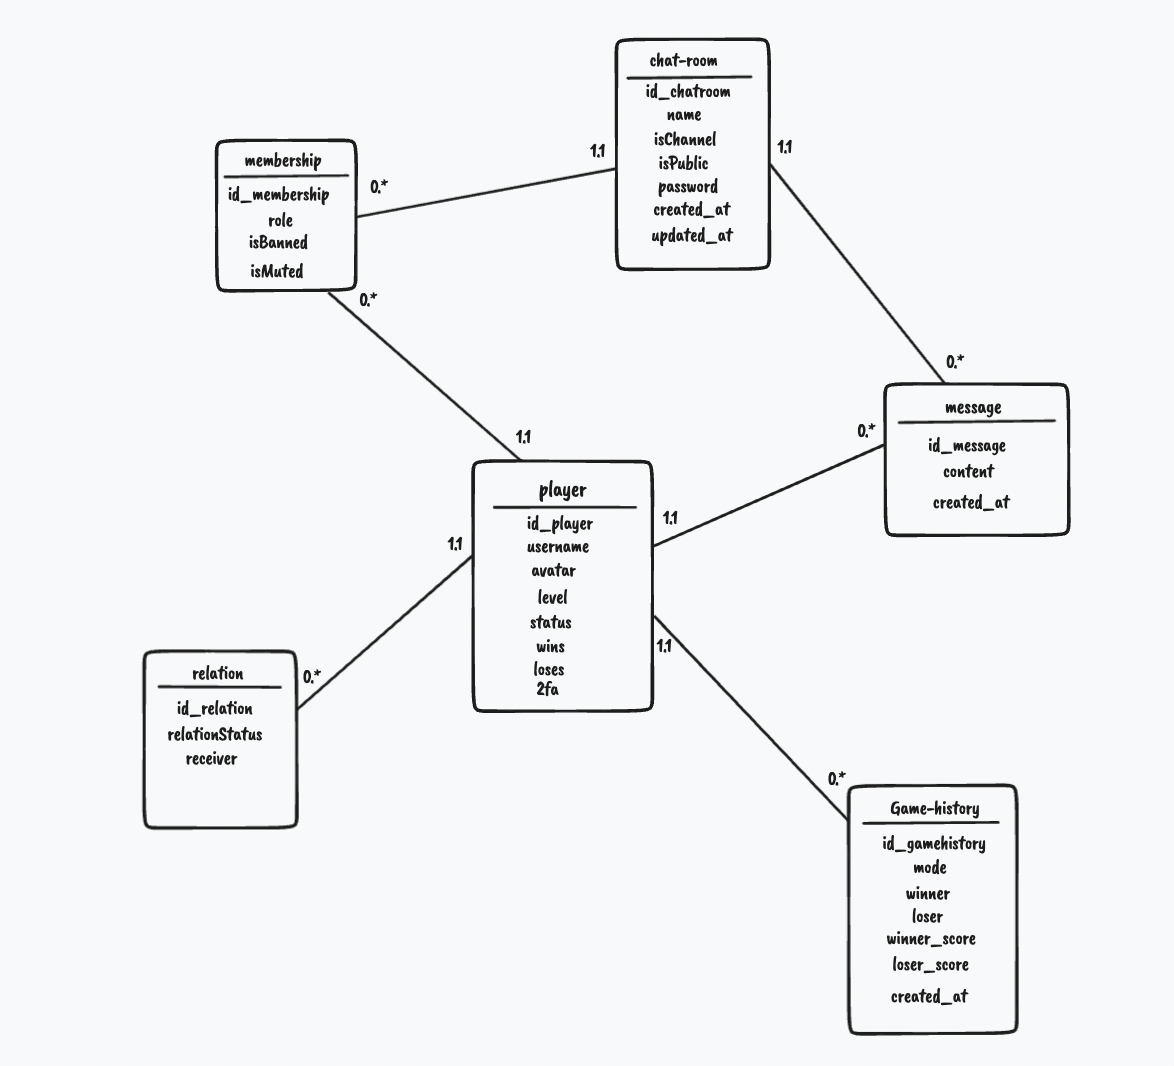 chat-room
id_chatroom
name
isChannel
isPublic
password
created_at
updated_at
1.1
1.1
membership
id_membership
role
isBanned
isMuted
0.*
0.*
0.*
message
id_message
content
created_at
0.*
1.1
player
id_player
username
avatar
level
status
wins
loses
2fa
1.1
1.1
1.1
relation
id_relation
relationStatus
receiver
0.*
0.*
Game-history
id_gamehistory
mode
winner
loser
winner_score
loser_score
created_at